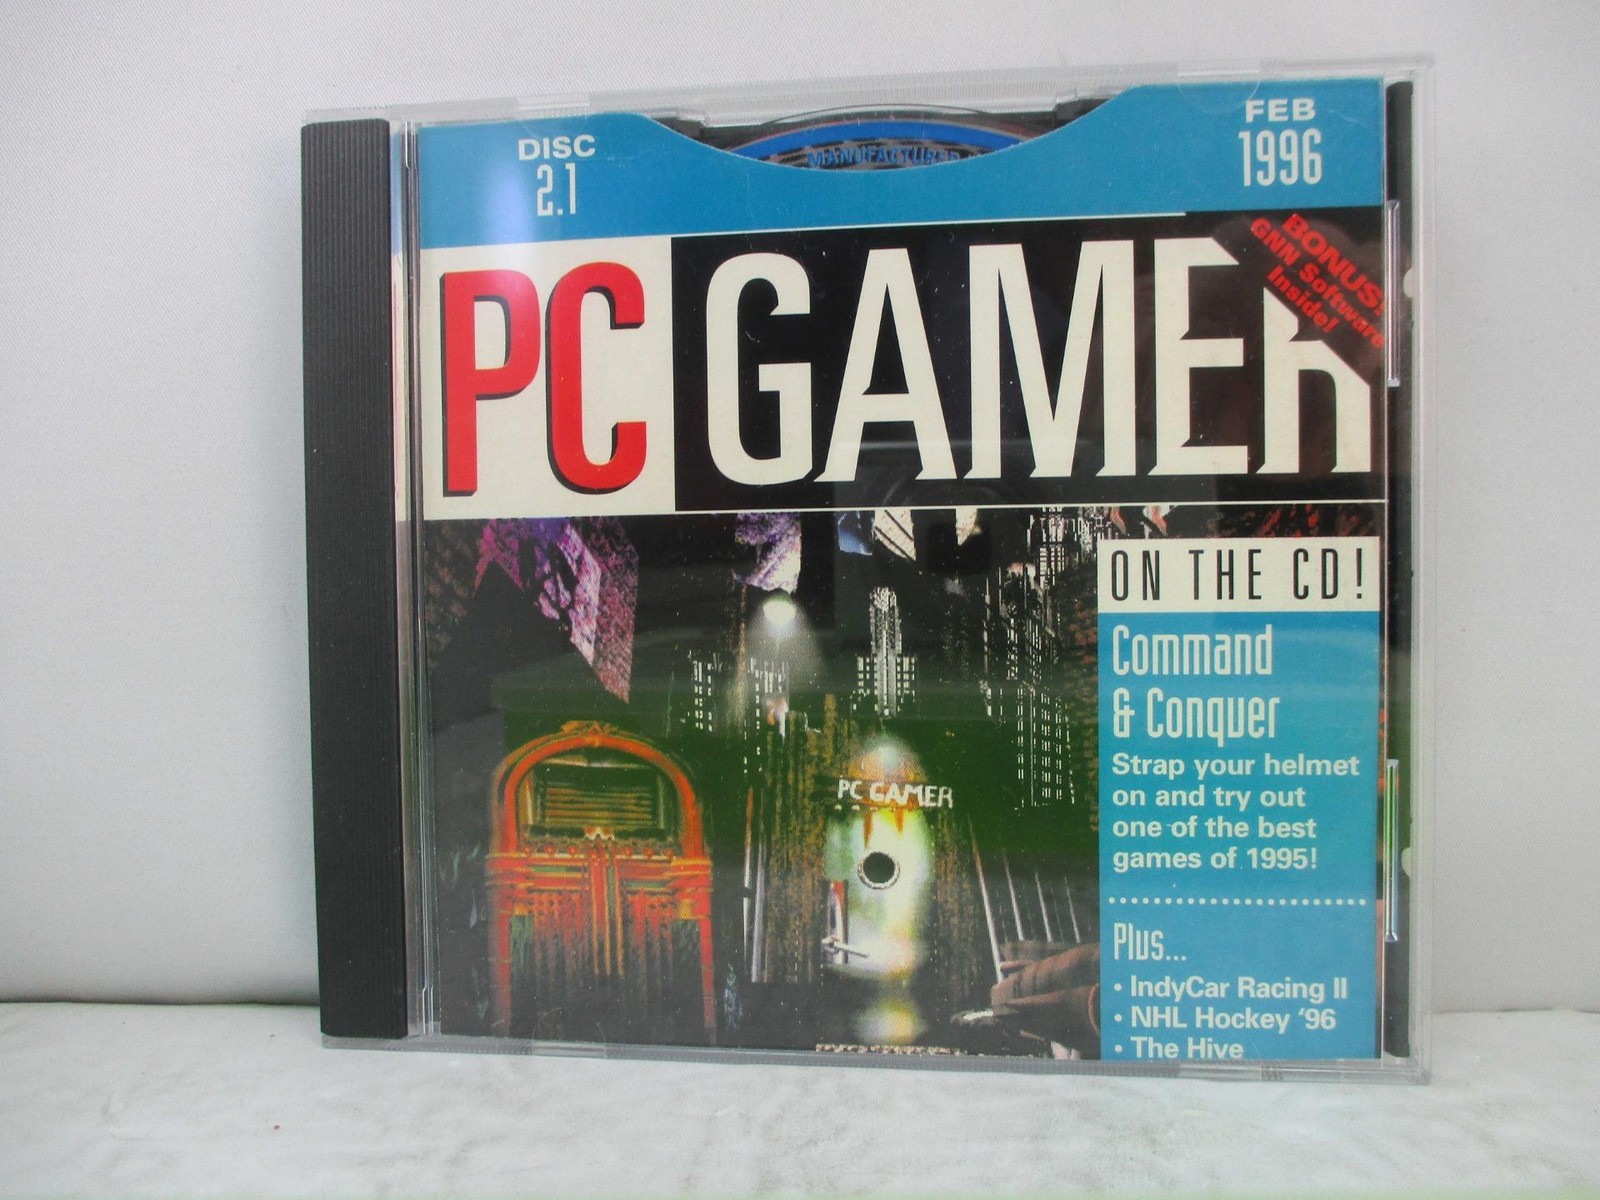 DISC
2.1
MANUFACTURED
FEB
1996
PC GAMER
BONUS!
GNN Software
Inside!
ON THE CD!
Command
& Conquer
Strap your helmet
on and try out
one of the best
games of 1995!
Plus...
• IndyCar Racing II
• NHL Hockey '96
• The Hive
PC GAMER